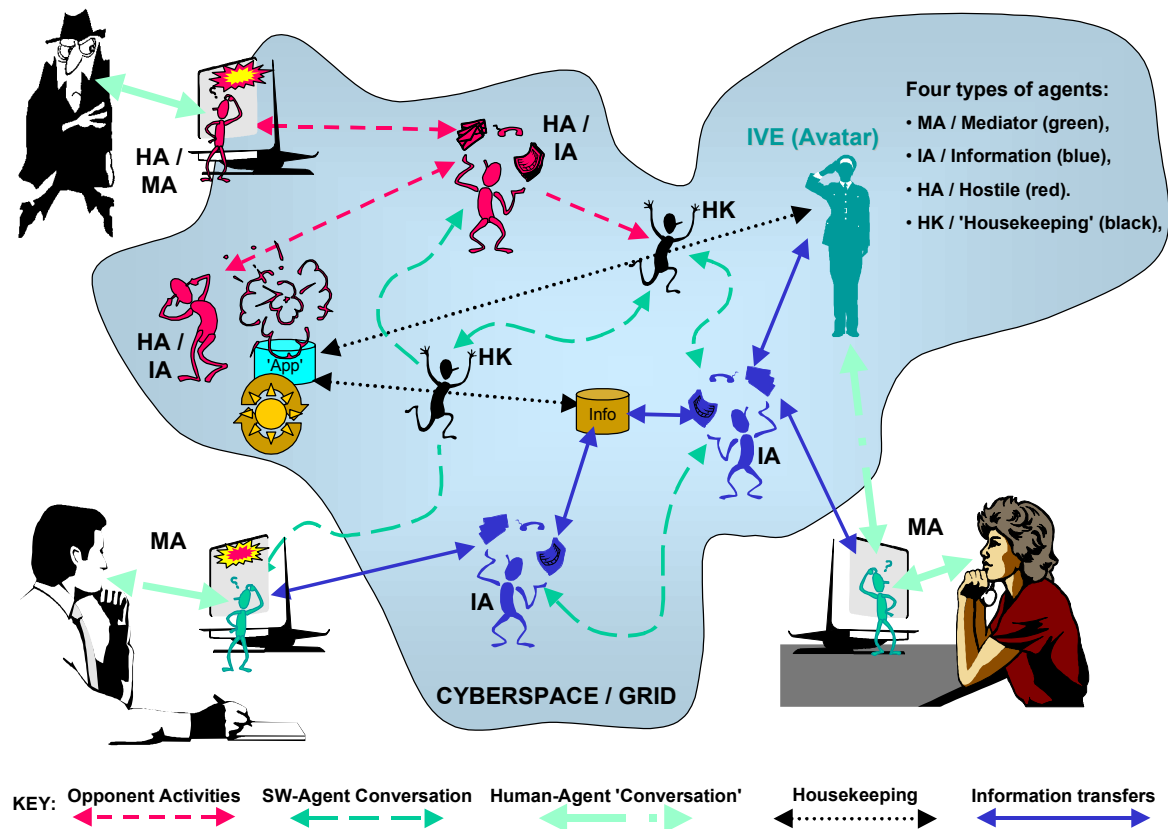 Four types of agents:
• MA / Mediator (green),
• IA / Information (blue),
• HA / Hostile (red).
• HK / 'Housekeeping' (black),
IVE (Avatar)
HA /
MA
HA /
IA
HK
HA /
IA
'App'
HK
Info
IA
MA
?
IA
MA
?
CYBERSPACE / GRID
KEY:
Opponent Activities
SW-Agent Conversation
Human-Agent 'Conversation'
Housekeeping
Information transfers